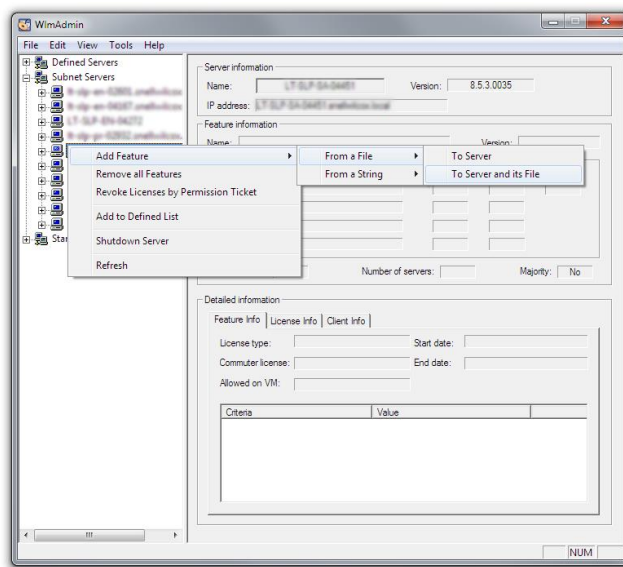 WlmAdmin
File Edit View Tools Help
Defined Servers
Subnet Servers
Server information
Name: Version: 8.5.3.0035
IP address:
Feature information
Name: Version:
Add Feature
Remove all Features
Revoke Licenses by Permission Ticket
Add to Defined List
Shutdown Server
Refresh
From a File
From a String
To Server
To Server and its File
Number of servers: Majority: No
Detailed information
Feature Info License Info Client Info
License type: Start date:
Commuter license: End date:
Allowed on VM:
Criteria Value
NUM